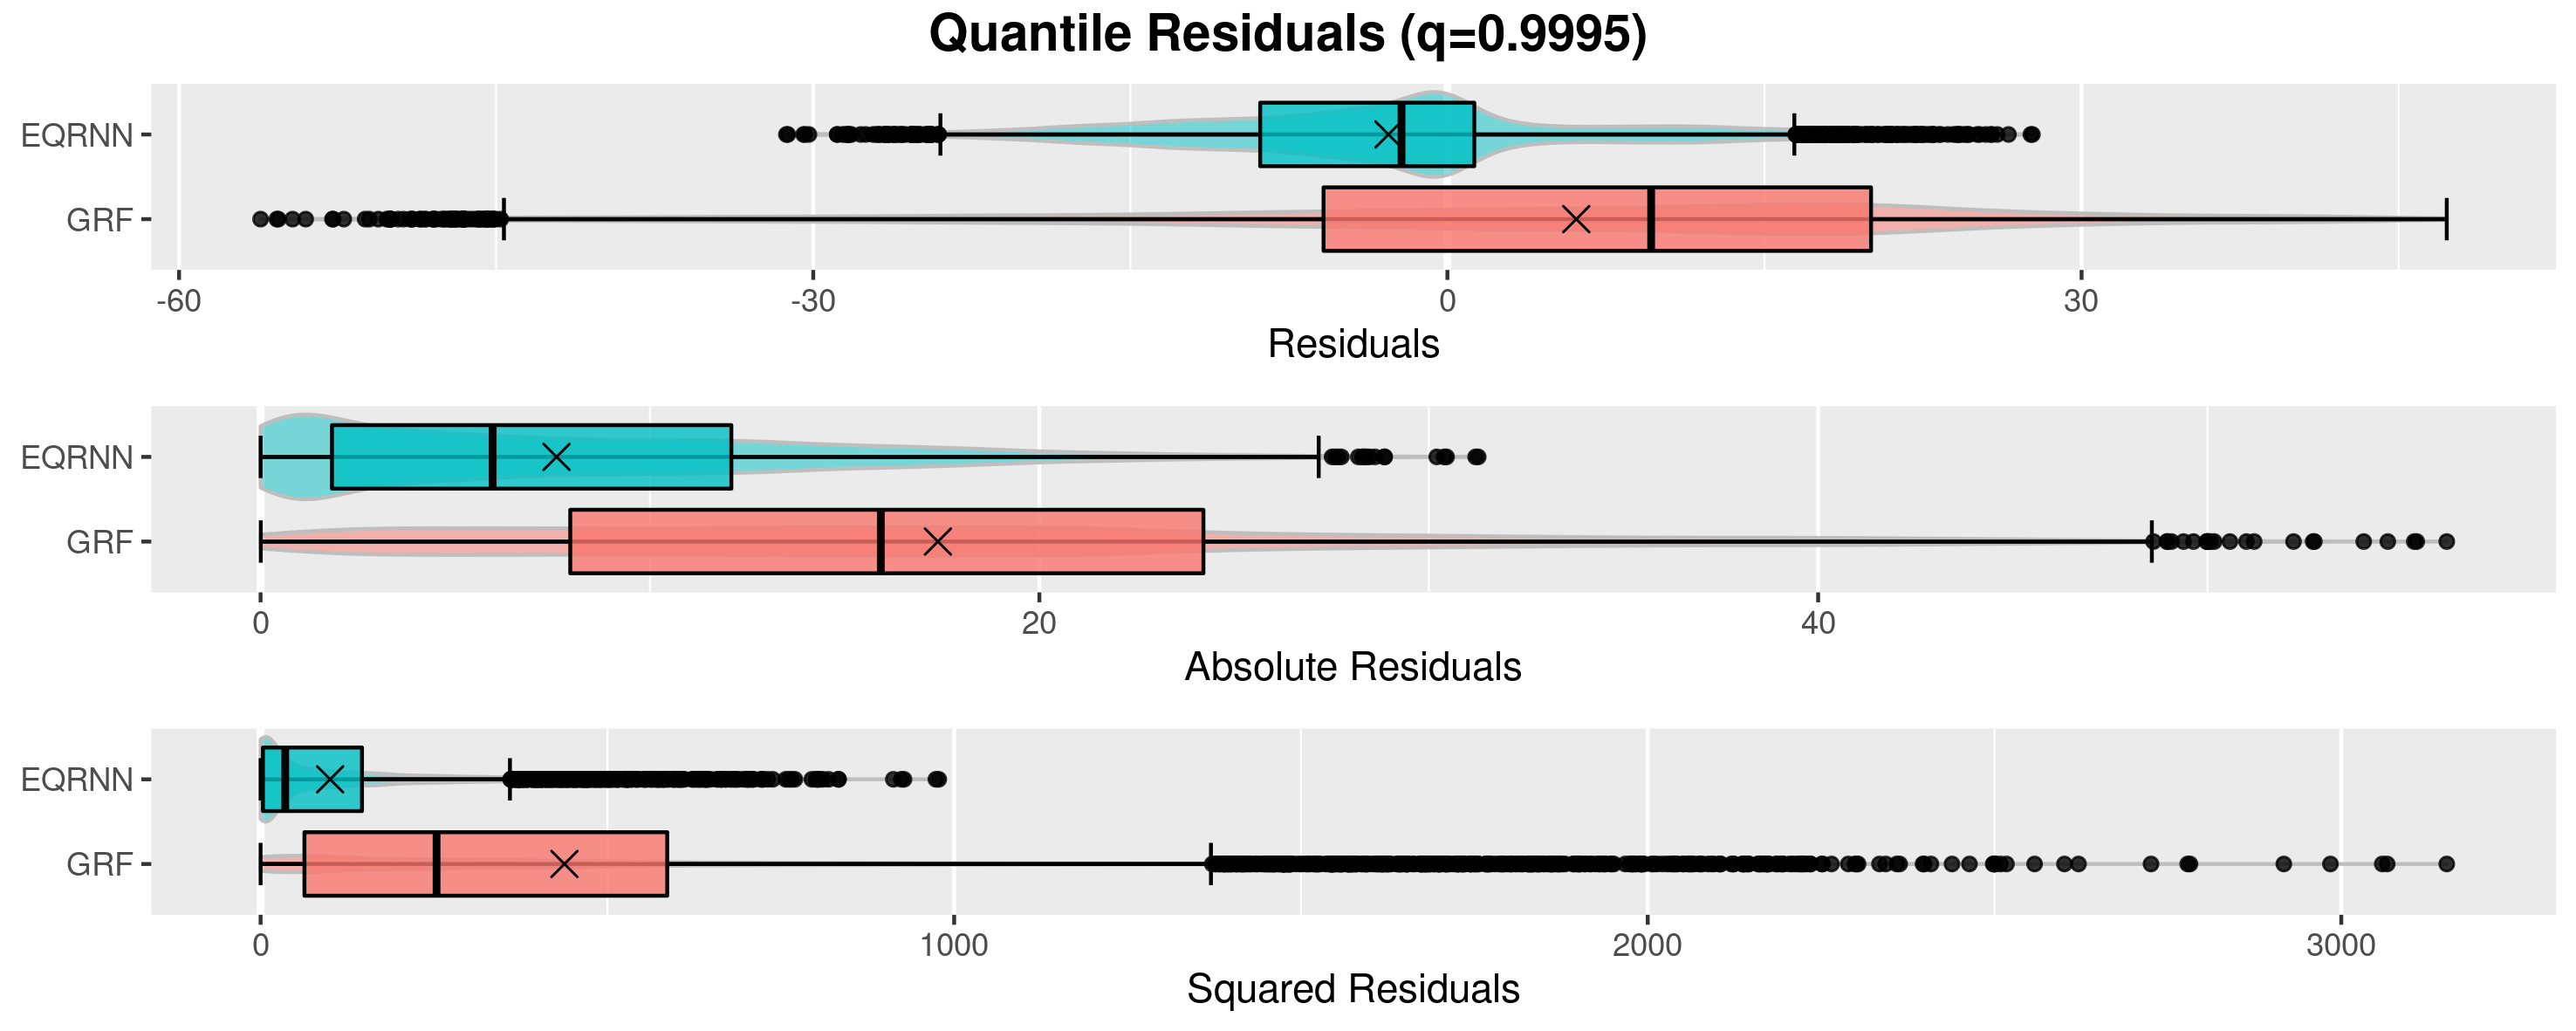 Quantile Residuals (q=0.9995)
EQRNN
GRF
-60 -30 0 30
Residuals
EQRNN
GRF
0 20 40
Absolute Residuals
EQRNN
GRF
0 1000 2000 3000
Squared Residuals